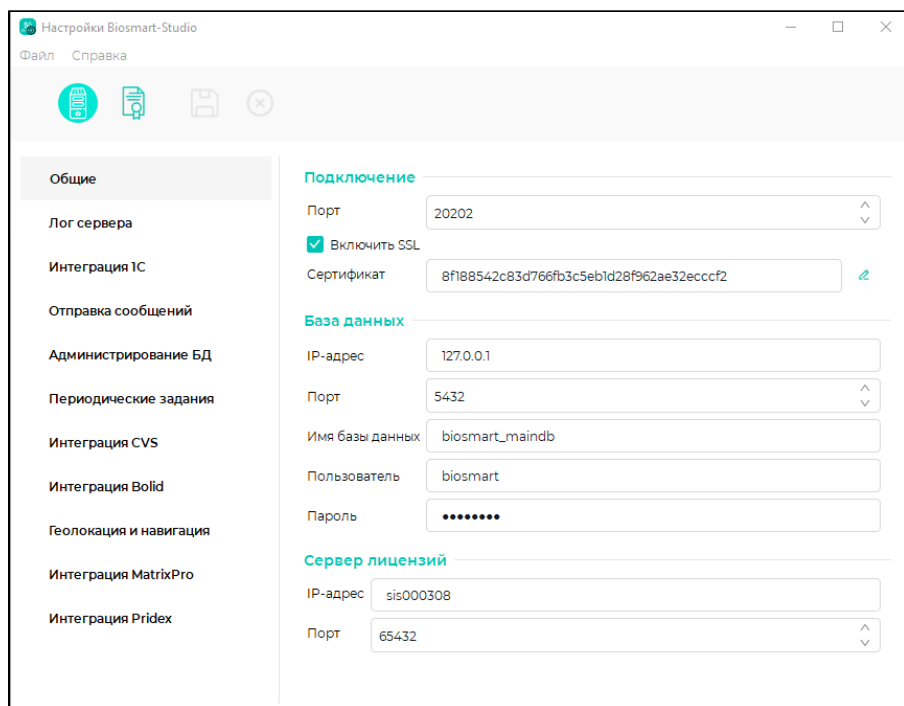 Настройки Biosmart-Studio
Файл Справка
Общие
Лог сервера
Интеграция 1С
Отправка сообщений
Администрирование БД
Периодические задания
Интеграция CVS
Интеграция Bolid
Геолокация и навигация
Интеграция MatrixPro
Интеграция Pridex
Подключение
Порт 20202
Включить SSL
Сертификат 8f188542c83d766fb3c5eb1d28f962ae32ecccf2
База данных
IP-адрес 127.0.0.1
Порт 5432
Имя базы данных biosmart_maindb
Пользователь biosmart
Пароль ••••••••
Сервер лицензий
IP-адрес sis000308
Порт 65432